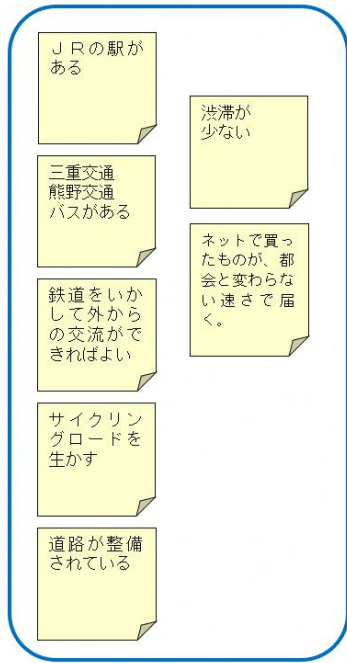 ＪＲの駅が
ある
三重交通
熊野交通
バスがある
鉄道をいか
して外から
の交流がで
きればよい
サイクリン
グロードを
生かす
道路が整備
されている
渋滞が
少ない
ネットで買っ
たものが、都
会と変わらな
い速さで届
く。